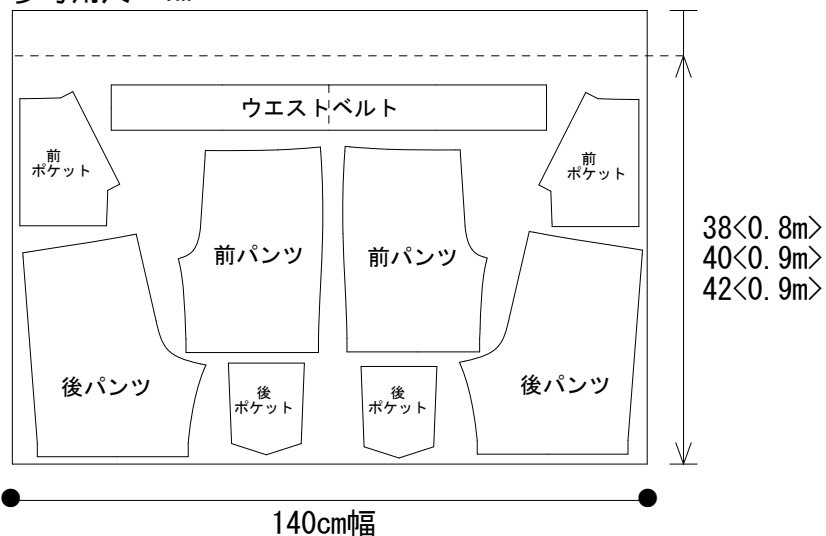 ウエストベルト
前
ポケット
前
ポケット
前パンツ
前パンツ
後パンツ
後
ポケット
後
ポケット
後パンツ
38<0.8m>
40<0.9m>
42<0.9m>
140cm幅